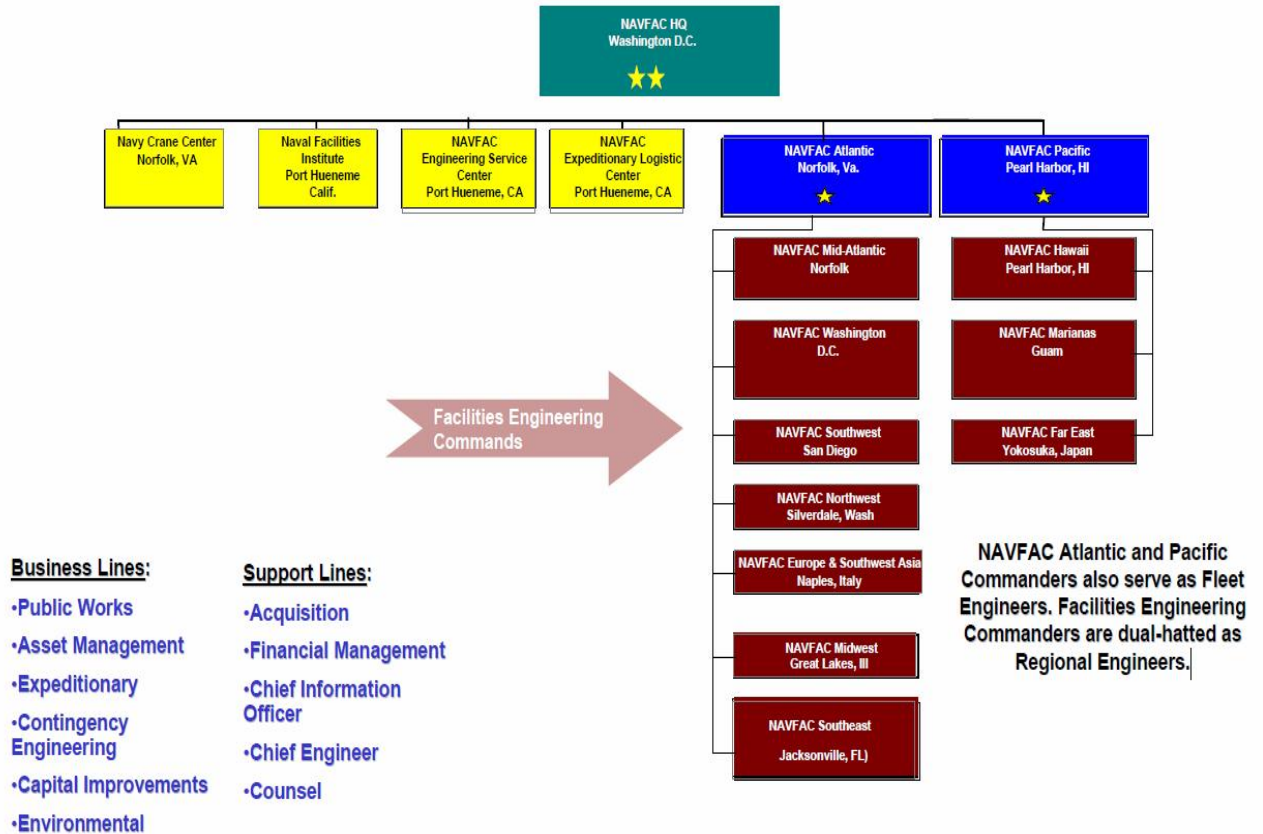 NAVFAC HQ
Washington D.C.
Navy Crane Center
Norfolk, VA
Naval Facilities
Institute
Port Hueneme
Calif.
NAVFAC
Engineering Service
Center
Port Hueneme, CA
NAVFAC
Expeditionary Logistic
Center
Port Hueneme, CA
NAVFAC Atlantic
Norfolk, Va.
NAVFAC Pacific
Pearl Harbor, HI
NAVFAC Mid-Atlantic
Norfolk
NAVFAC Hawaii
Pearl Harbor, HI
NAVFAC Washington
D.C.
NAVFAC Marianas
Guam
Facilities Engineering
Commands
NAVFAC Southwest
San Diego
NAVFAC Far East
Yokosuka, Japan
NAVFAC Northwest
Silverdale, Wash
NAVFAC Europe & Southwest Asia
Naples, Italy
NAVFAC Midwest
Great Lakes, Ill
NAVFAC Southeast
Jacksonville, FL)
NAVFAC Atlantic and Pacific
Commanders also serve as Fleet
Engineers. Facilities Engineering
Commanders are dual-hatted as
Regional Engineers.
Business Lines:
•Public Works
•Asset Management
•Expeditionary
•Contingency
Engineering
•Capital Improvements
•Environmental
Support Lines:
•Acquisition
•Financial Management
•Chief Information
Officer
•Chief Engineer
•Counsel